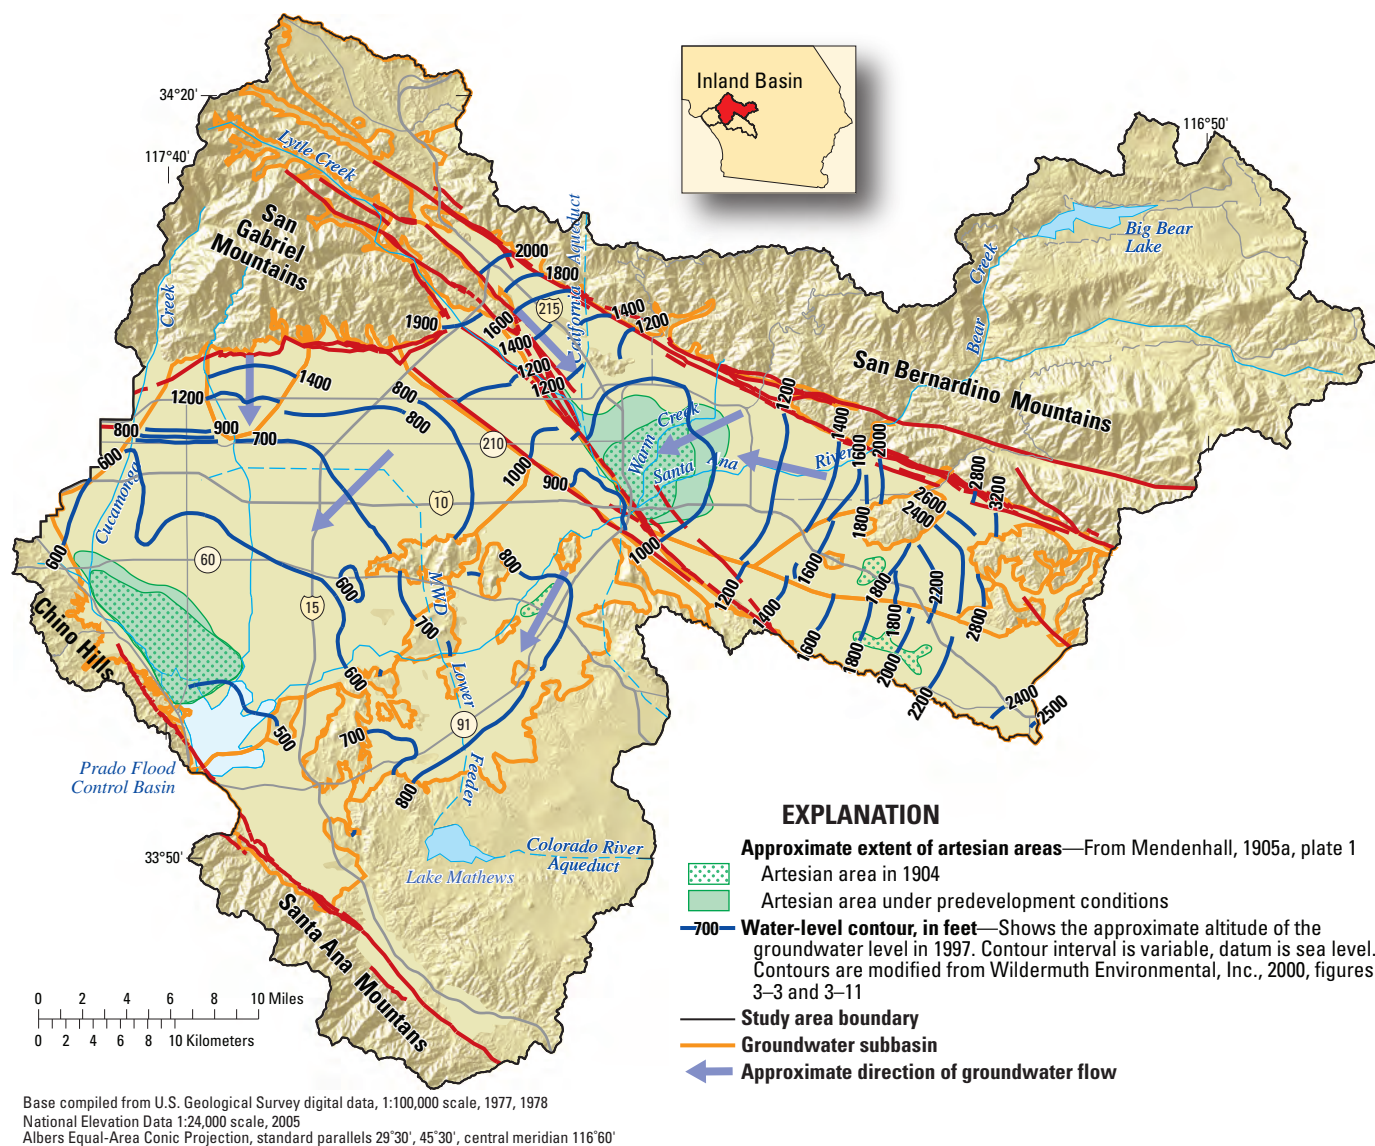 Inland Basin
34°20'
117°40'
116°50'
Lytle Creek
San
Gabriel
Mountains
California Aqueduct
Big Bear
Lake
Bear Creek
Creek
2000
1800
215
1400
1200
1900
1600
1400
1200
1200
San Bernardino Mountains
1400
1200
800
800
1200
1400
1600
2000
800
900
700
600
210
1000
900
Warm Creek
Santa Ana River
2800
3200
2600
2400
1800
Cucamonga
10
600
60
15
600
800
MWD
700
1000
1200
1400
1600
1800
2200
1800
2800
1600
1800
2000
2200
2400
2500
Chino Hills
600
Lower
91
Feeder
500
700
800
Prado Flood
Control Basin
33°50'
Lake Mathews
Colorado River
Aqueduct
Santa Ana Mountans
EXPLANATION
Approximate extent of artesian areas—From Mendenhall, 1905a, plate 1
Artesian area in 1904
Artesian area under predevelopment conditions
700 Water-level contour, in feet—Shows the approximate altitude of the
groundwater level in 1997. Contour interval is variable, datum is sea level.
Contours are modified from Wildermuth Environmental, Inc., 2000, figures
3–3 and 3–11
Study area boundary
Groundwater subbasin
Approximate direction of groundwater flow
0 2 4 6 8 10 Miles
0 2 4 6 8 10 Kilometers
Base compiled from U.S. Geological Survey digital data, 1:100,000 scale, 1977, 1978
National Elevation Data 1:24,000 scale, 2005
Albers Equal-Area Conic Projection, standard parallels 29°30', 45°30', central meridian 116°60'